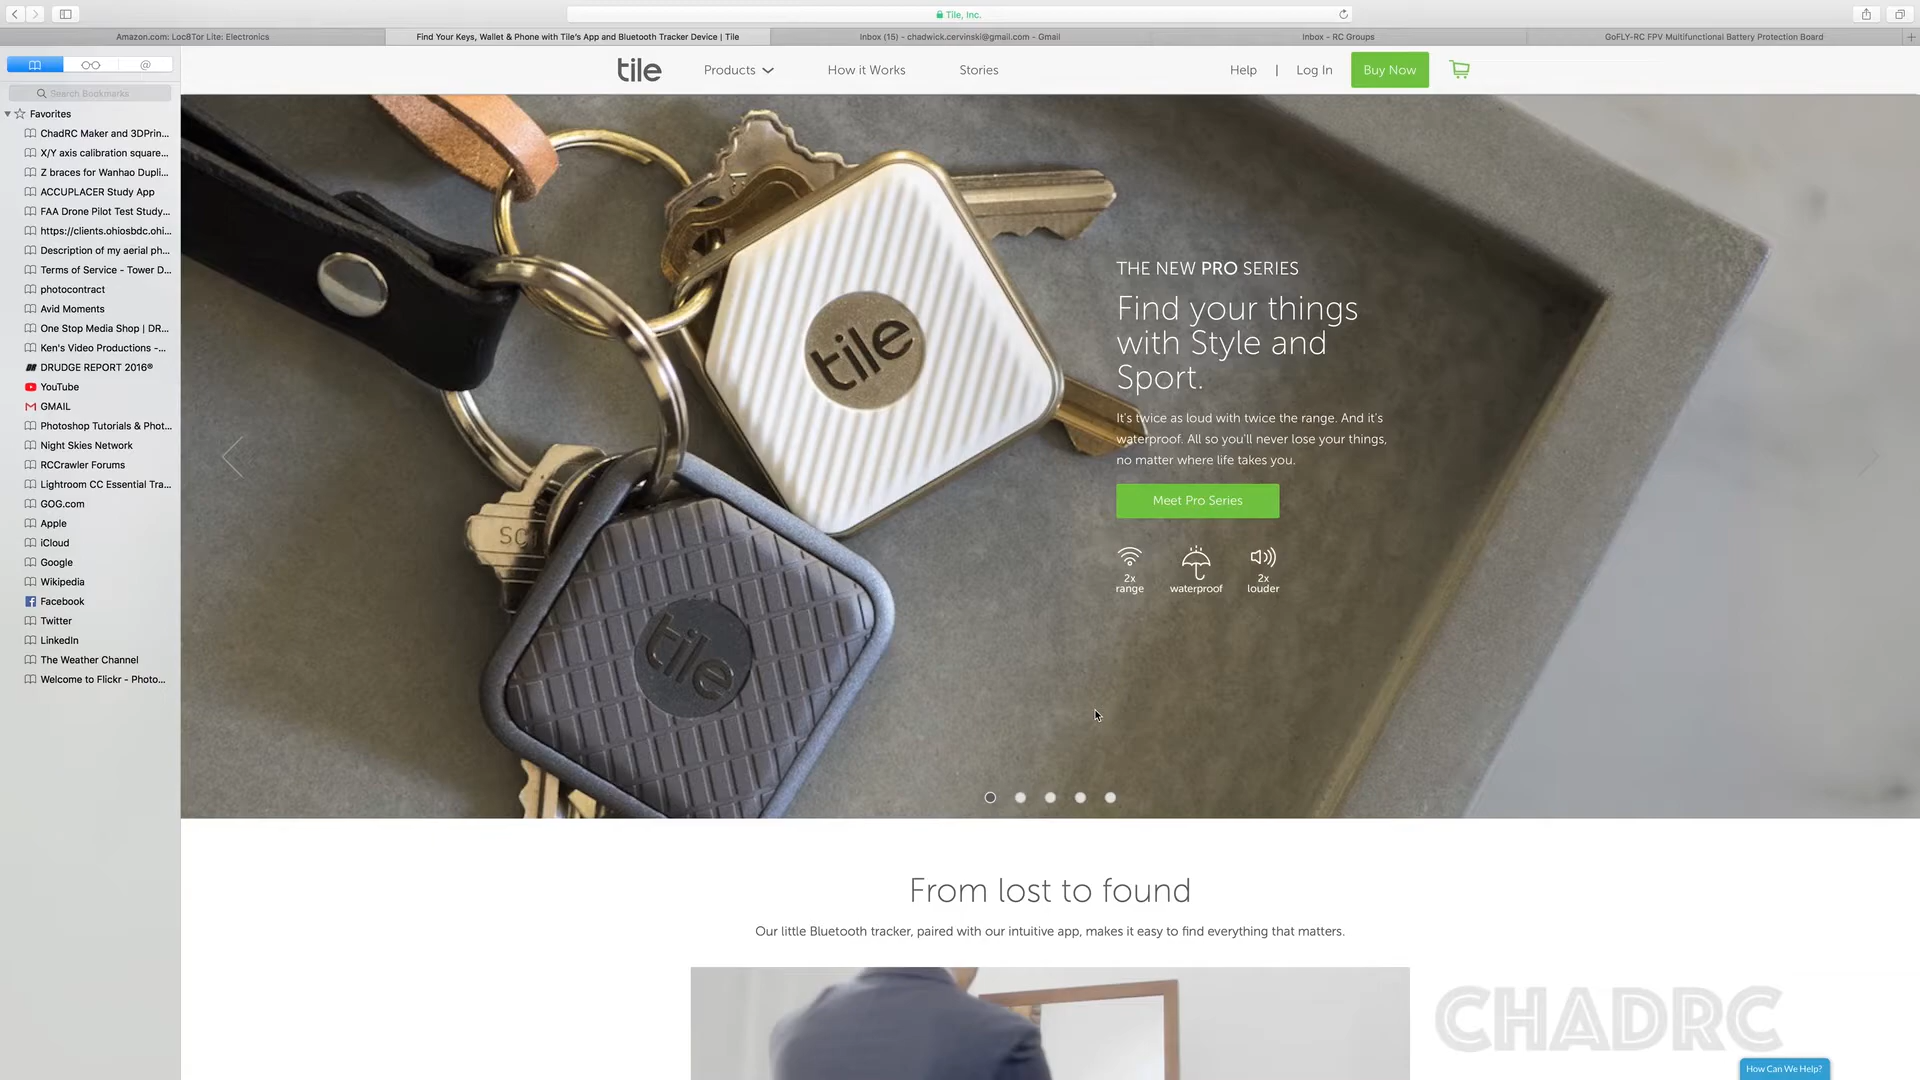 Tile, Inc.
Amazon.com: Loc8Tor Lite: Electronics
Find Your Keys, Wallet & Phone with Tile's App and Bluetooth Tracker Device | Tile
Inbox (15) - chadwick.cervinski@gmail.com - Gmail
Inbox - RC Groups
GoFLY-RC FPV Multifunctional Battery Protection Board
Search Bookmarks
Favorites
ChadRC Maker and 3DPrin...
X/Y axis calibration square...
Z braces for Wanhao Dupli...
ACCUPLACER Study App
FAA Drone Pilot Test Study...
https://clients.ohiosbdc.ohi...
Description of my aerial ph...
Terms of Service - Tower D...
photocontract
Avid Moments
One Stop Media Shop | DR...
Ken's Video Productions -...
DRUDGE REPORT 2016®
YouTube
GMAIL
Photoshop Tutorials & Phot...
Night Skies Network
RCCrawler Forums
Lightroom CC Essential Tra...
GOG.com
Apple
iCloud
Google
Wikipedia
Facebook
Twitter
LinkedIn
The Weather Channel
Welcome to Flickr - Photo...
tile
Products
How it Works
Stories
Help | Log In
Buy Now
tile
SC
tile
THE NEW PRO SERIES
Find your things
with Style and
Sport.
It's twice as loud with twice the range. And it's
waterproof. All so you'll never lose your things,
no matter where life takes you.
Meet Pro Series
2x
range
waterproof
2x
louder
From lost to found
Our little Bluetooth tracker, paired with our intuitive app, makes it easy to find everything that matters.
CHADRC
How Can We Help?